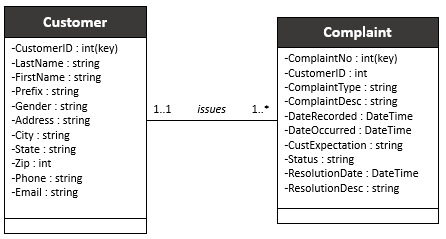 Customer
-CustomerID : int(key)
-LastName : string
-FirstName : string
-Prefix : string
-Gender : string
-Address : string
-City : string
-State : string
-Zip : int
-Phone : string
-Email : string
1..1 issues 1..*
Complaint
-ComplaintNo : int(key)
-CustomerID : int
-ComplaintType : string
-ComplaintDesc : string
-DateRecorded : DateTime
-DateOccurred : DateTime
-CustExpectation : string
-Status : string
-ResolutionDate : DateTime
-ResolutionDesc : string